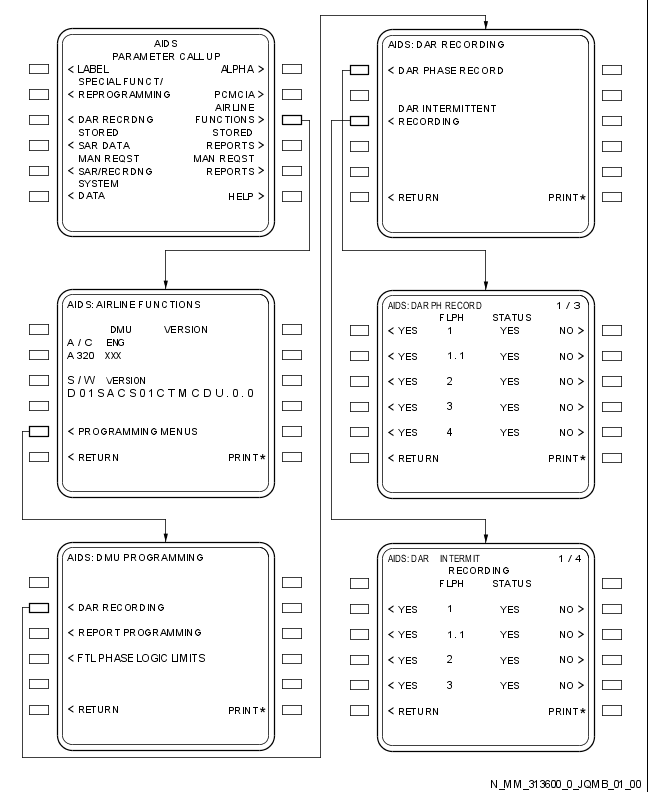 AIDS
PARAMETER CALL UP
< LABEL ALPHA >
SPECIAL FUNCT/
< REPROGRAMMING PCMCIA >
AIRLINE
< DAR RECRDNG FUNCTIONS >
STORED STORED
< SAR DATA REPORTS >
MAN REQST MAN REQST
< SAR/RECRDNG REPORTS >
SYSTEM
< DATA HELP >
AIDS: AIRLINE FUNCTIONS
DMU VERSION
A / C ENG
A320 XXX
S / W VERSION
D01SACS01CTMCDU.0.0
< PROGRAMMING MENUS
< RETURN PRINT*
AIDS: DMU PROGRAMMING
< DAR RECORDING
< REPORT PROGRAMMING
< FTL PHASE LOGIC LIMITS
< RETURN PRINT*
AIDS: DAR RECORDING
< DAR PHASE RECORD
DAR INTERMITTENT
< RECORDING
< RETURN PRINT*
AIDS: DAR PH RECORD 1 / 3
FLPH STATUS
< YES 1 YES NO >
< YES 1.1 YES NO >
< YES 2 YES NO >
< YES 3 YES NO >
< YES 4 YES NO >
< RETURN PRINT*
AIDS: DAR INTERMIT 1 / 4
RECORDING
FLPH STATUS
< YES 1 YES NO >
< YES 1.1 YES NO >
< YES 2 YES NO >
< YES 3 YES NO >
< RETURN PRINT*
N_MM_313600_0_JQMB_01_00